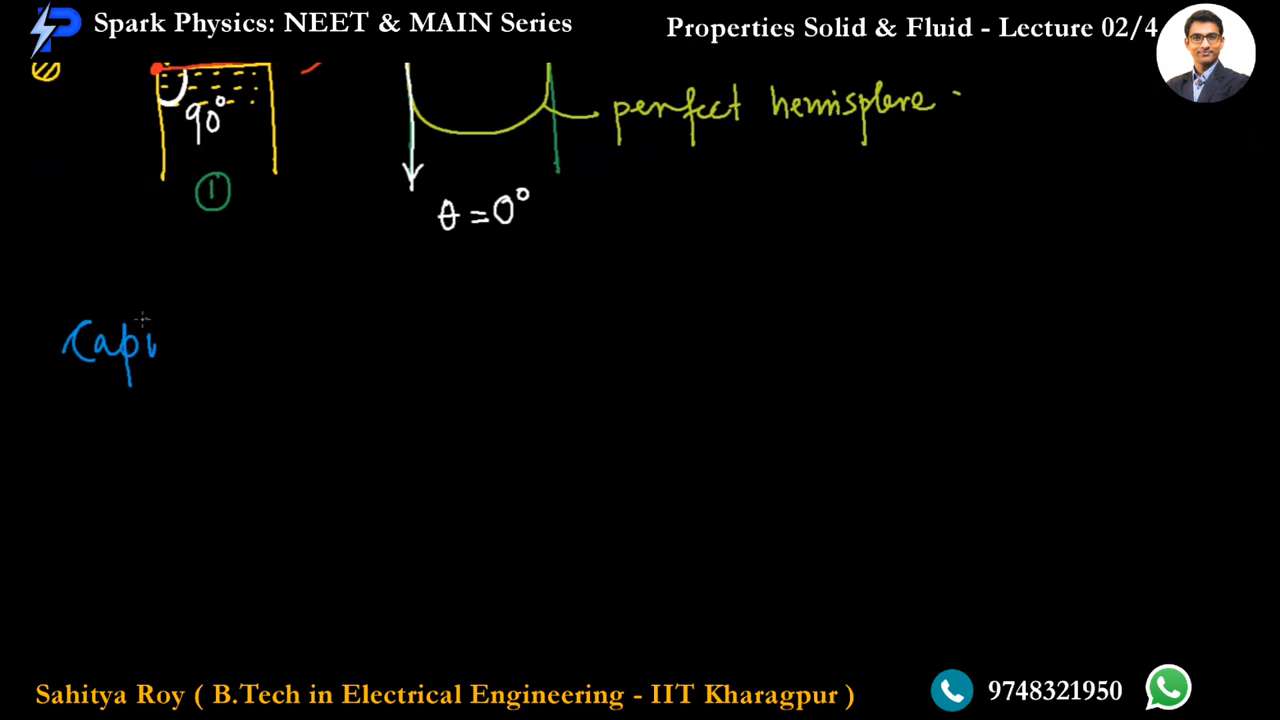 Spark Physics: NEET & MAIN Series
Properties Solid & Fluid - Lecture 02/4
90°
perfect hemisphere .
1
θ = 0°
Capi
Sahitya Roy ( B.Tech in Electrical Engineering - IIT Kharagpur )
9748321950